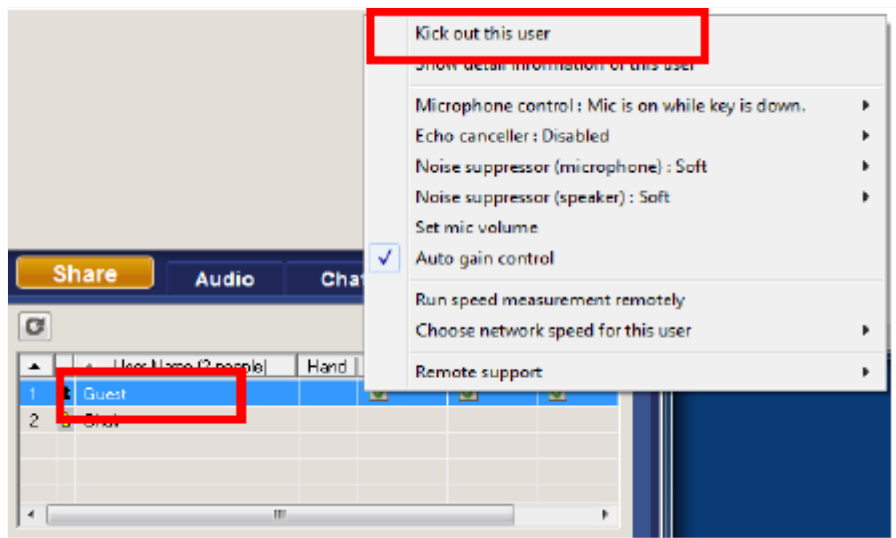 Kick out this user
Show detail information of this user
Microphone control : Mic is on while key is down.
Echo canceller : Disabled
Noise suppressor (microphone) : Soft
Noise suppressor (speaker) : Soft
Set mic volume
Auto gain control
Run speed measurement remotely
Choose network speed for this user
Remote support
Share Audio Cha
User Name (2 people) Hand
1 Guest
2